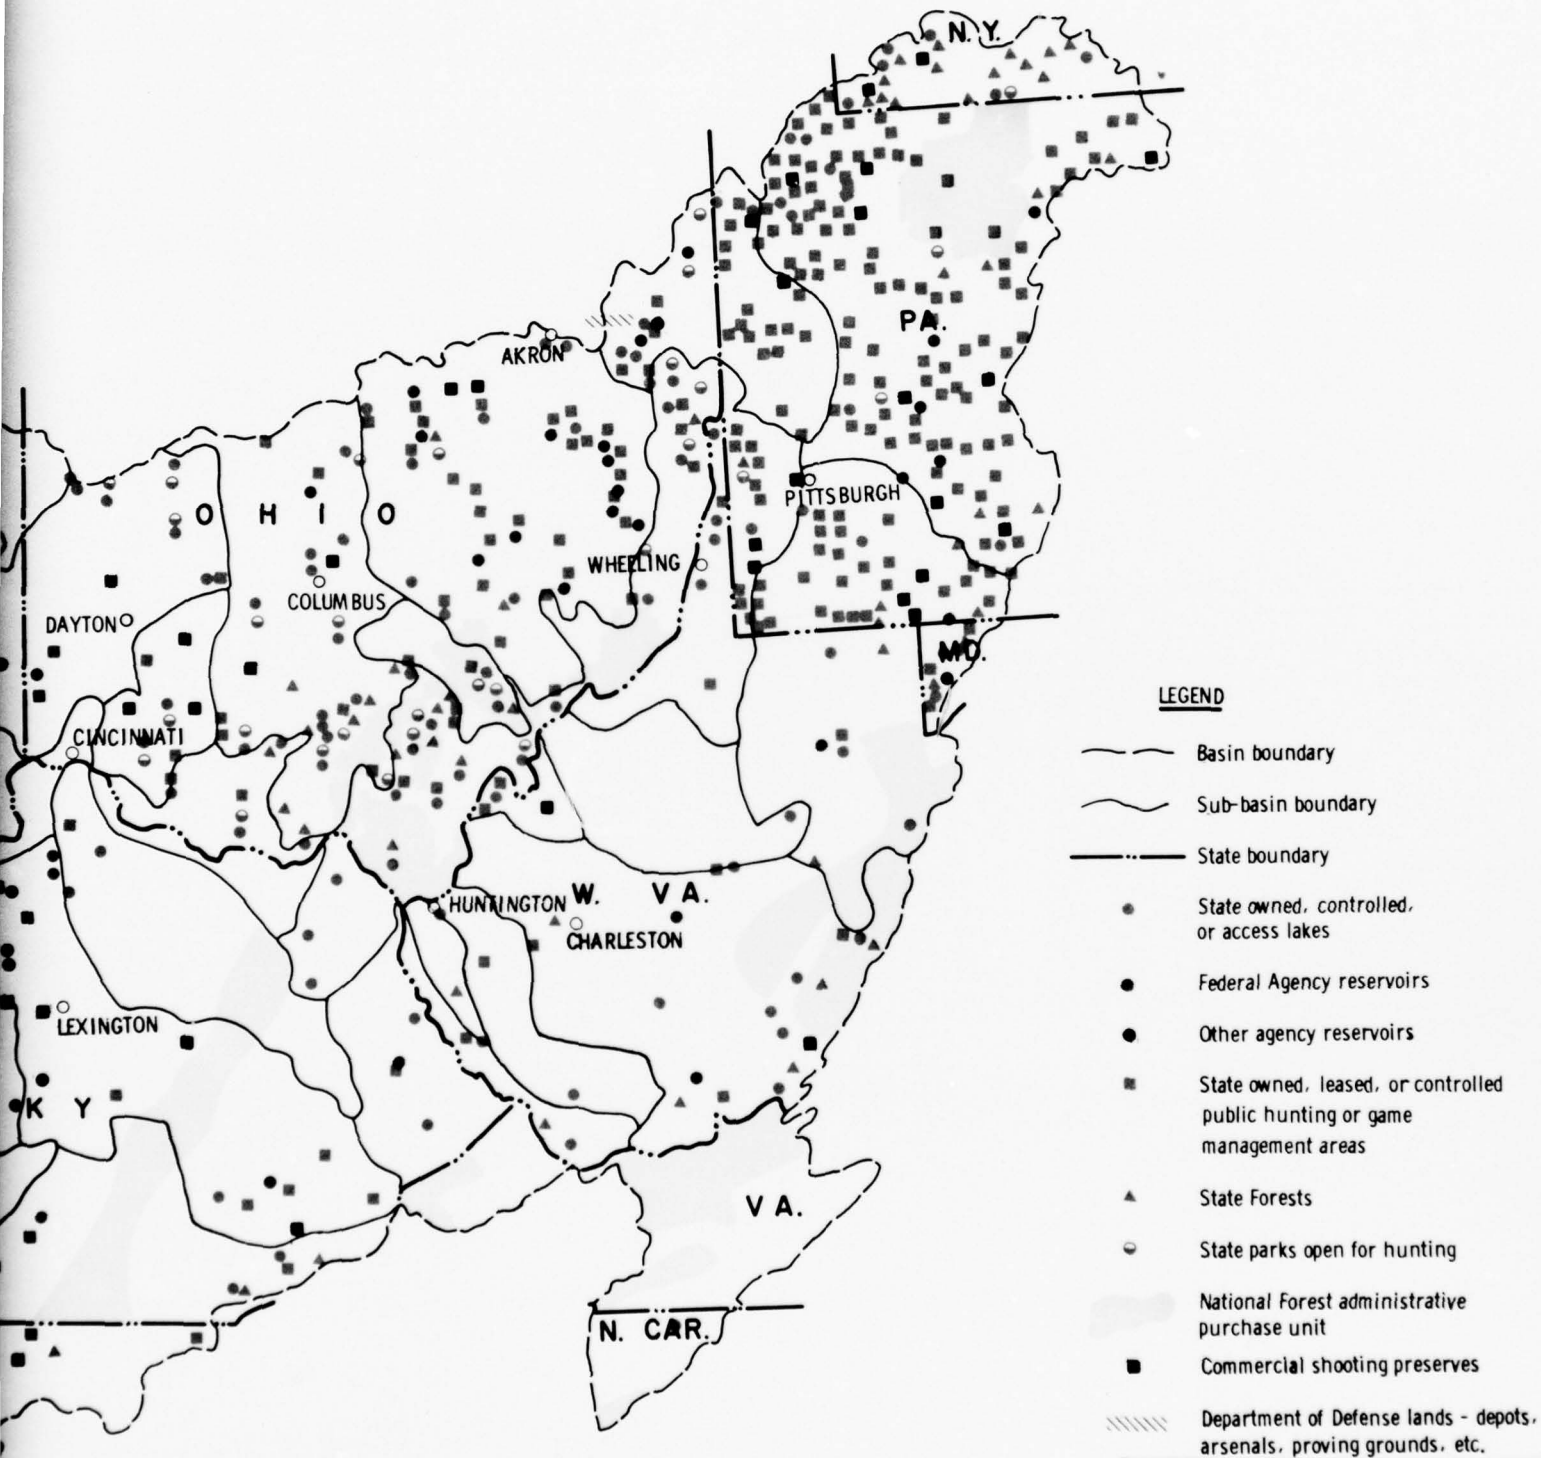 N. Y.
PA.
AKRON
PITTSBURGH
O H I O
WHEELING
COLUMBUS
DAYTON
MD.
CINCINNATI
W. VA.
HUNTINGTON
CHARLESTON
LEXINGTON
K Y
VA.
N. CAR.
LEGEND
Basin boundary
Sub-basin boundary
State boundary
State owned, controlled,
or access lakes
Federal Agency reservoirs
Other agency reservoirs
State owned, leased, or controlled
public hunting or game
management areas
State Forests
State parks open for hunting
National Forest administrative
purchase unit
Commercial shooting preserves
Department of Defense lands - depots,
arsenals, proving grounds, etc.